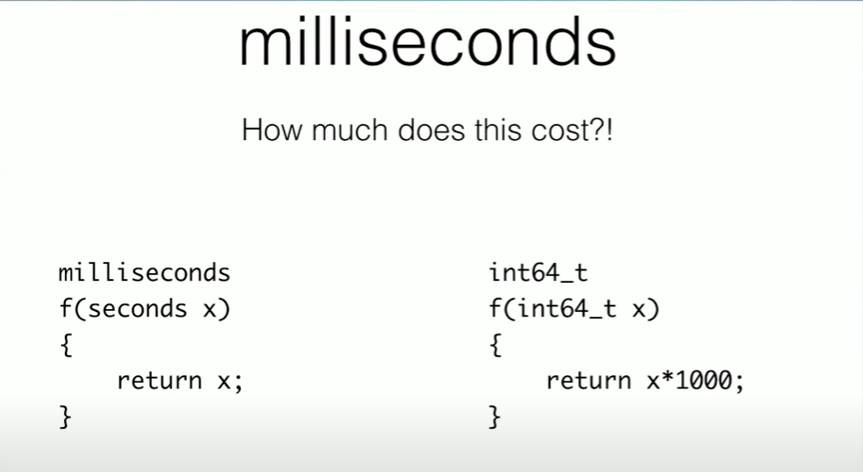 milliseconds
How much does this cost?!
milliseconds
f(seconds x)
{
    return x;
}
int64_t
f(int64_t x)
{
    return x*1000;
}